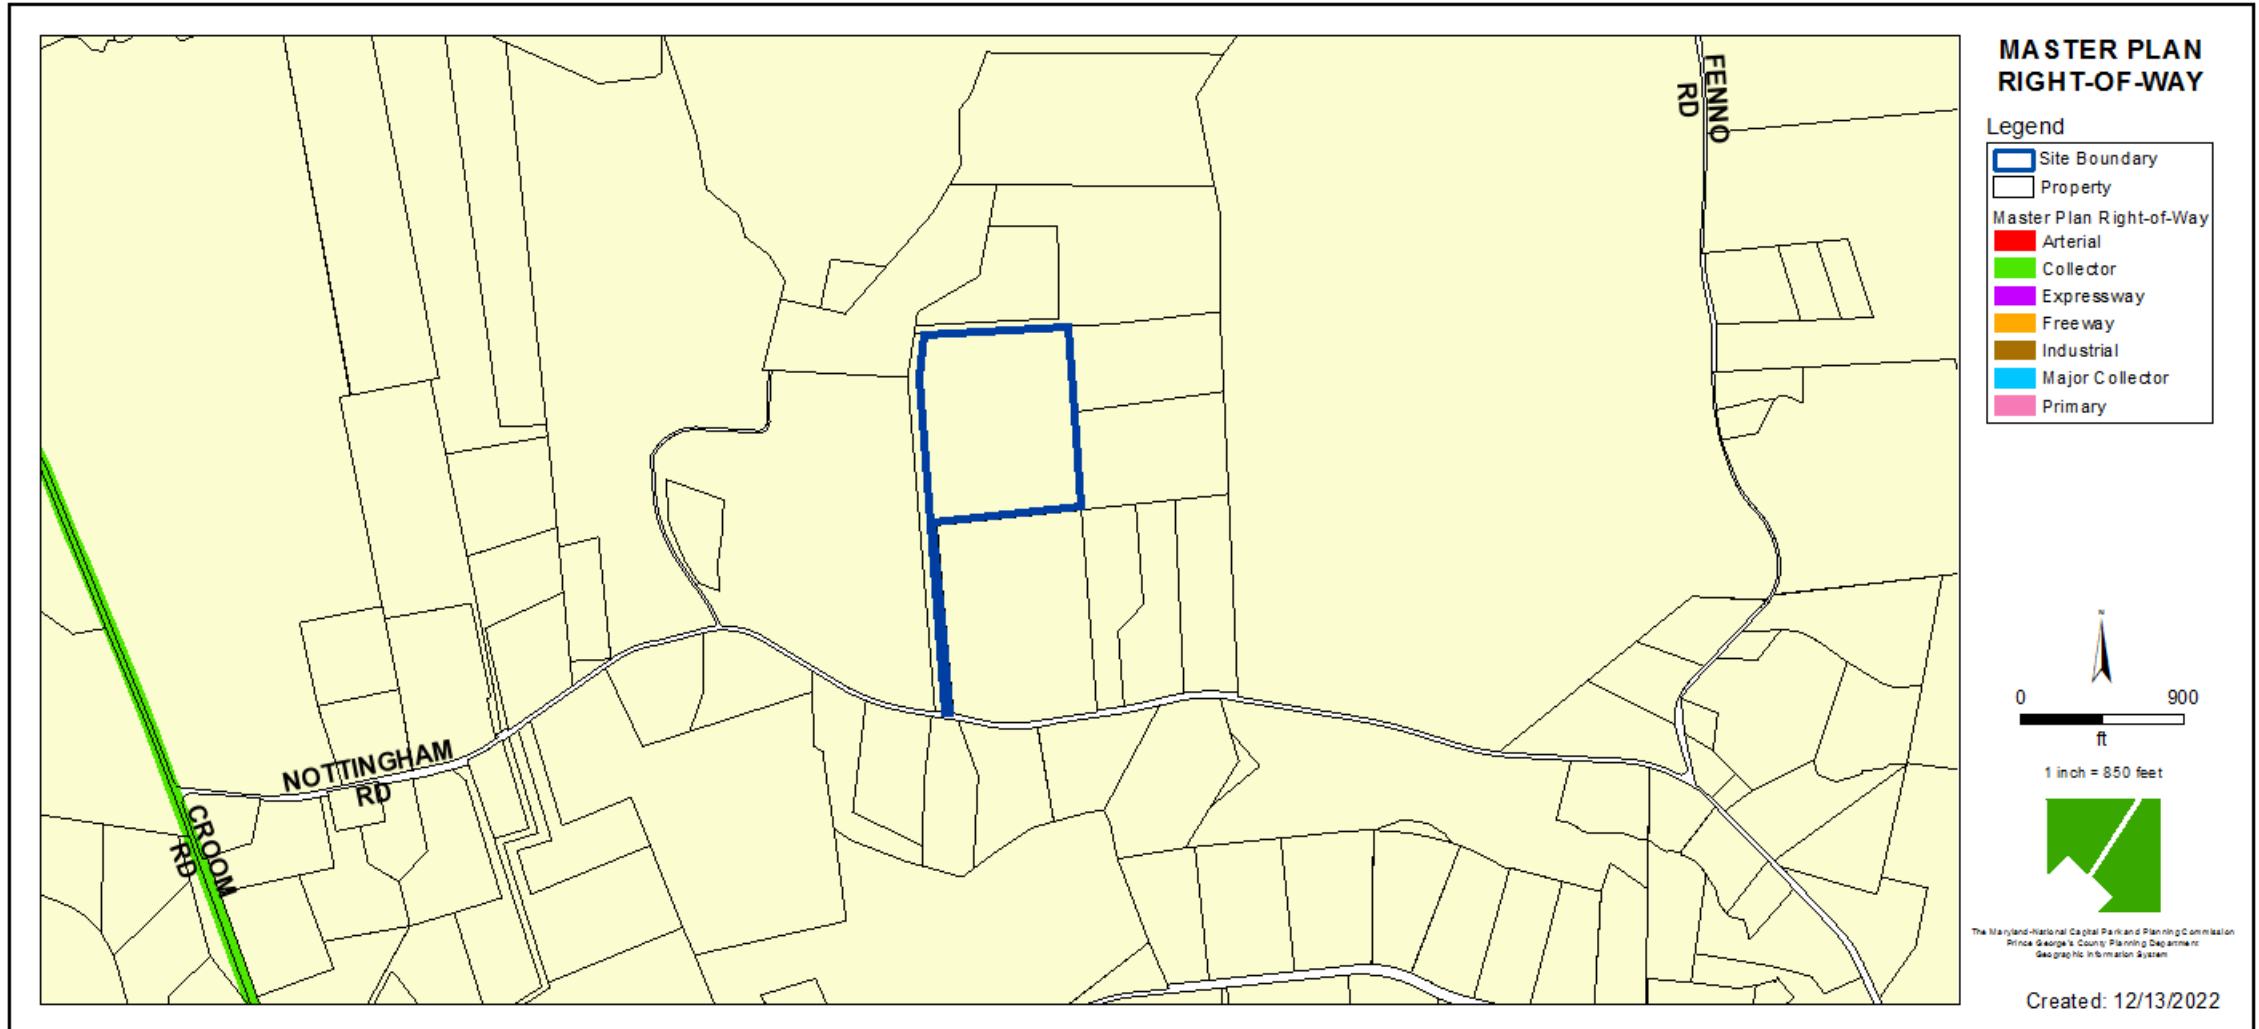 MASTER PLAN
RIGHT-OF-WAY
Legend
Site Boundary
Property
Master Plan Right-of-Way
Arterial
Collector
Expressway
Freeway
Industrial
Major Collector
Primary
FENNO
RD
NOTTINGHAM
RD
CROOM
RD
N
0 900
ft
1 inch = 850 feet
The Maryland-National Capital Park and Planning Commission
Prince George's County Planning Department
Geographic Information System
Created: 12/13/2022